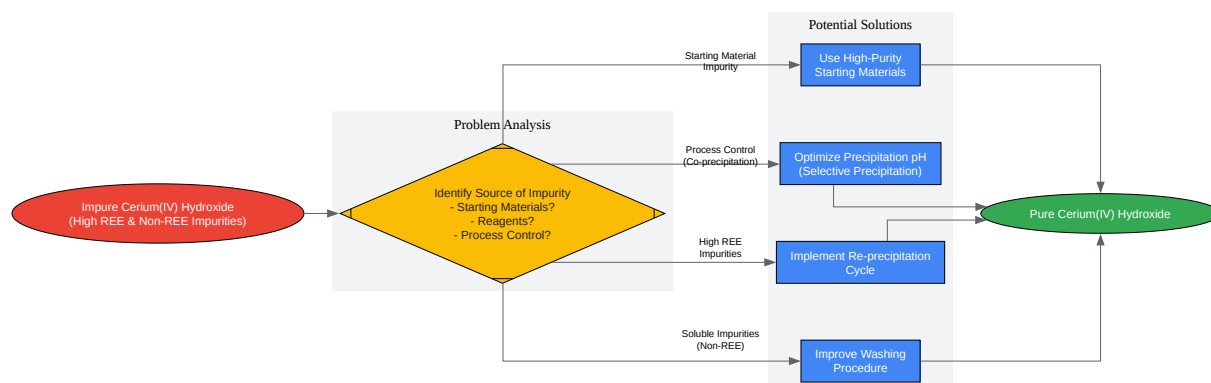 Potential Solutions
Starting Material
Impurity
Use High-Purity
Starting Materials
Problem Analysis
Process Control
(Co-precipitation)
Optimize Precipitation pH
(Selective Precipitation)
Impure Cerium(IV) Hydroxide
(High REE & Non-REE Impurities)
Identify Source of Impurity
- Starting Materials?
- Reagents?
- Process Control?
Pure Cerium(IV) Hydroxide
High REE
Impurities
Implement Re-precipitation
Cycle
Soluble Impurities
(Non-REE)
Improve Washing
Procedure